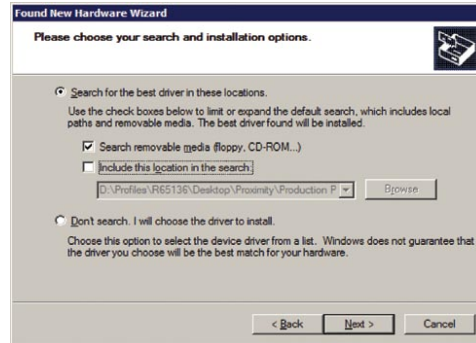 Found New Hardware Wizard
Please choose your search and installation options.
Search for the best driver in these locations.
Use the check boxes below to limit or expand the default search, which includes local
paths and removable media. The best driver found will be installed.
Search removable media (floppy, CD-ROM...)
Include this location in the search:
D:\Profiles\R65136\Desktop\Proximity\Production P
Browse
Don't search. I will choose the driver to install.
Choose this option to select the device driver from a list. Windows does not guarantee that
the driver you choose will be the best match for your hardware.
< Back
Next >
Cancel